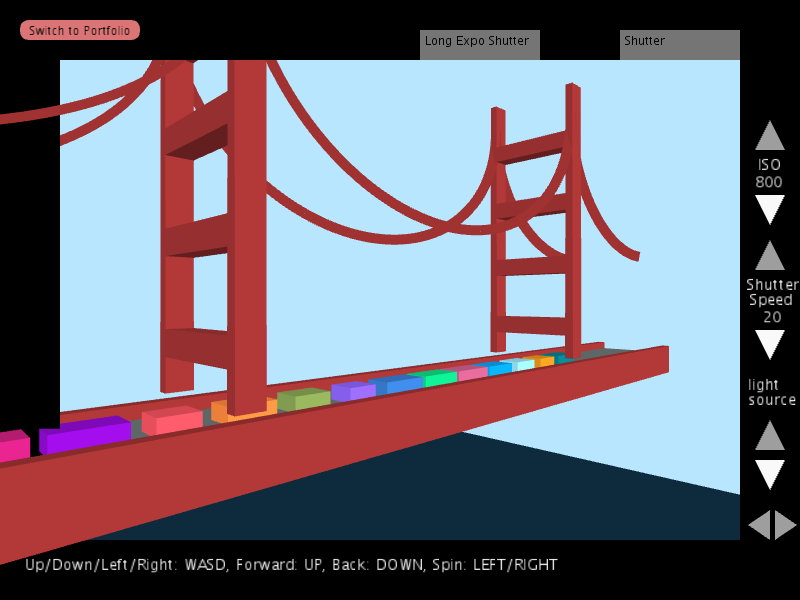 Switch to Portfolio
Long Expo Shutter
Shutter
ISO
800
Shutter
Speed
20
light
source
Up/Down/Left/Right: WASD, Forward: UP, Back: DOWN, Spin: LEFT/RIGHT